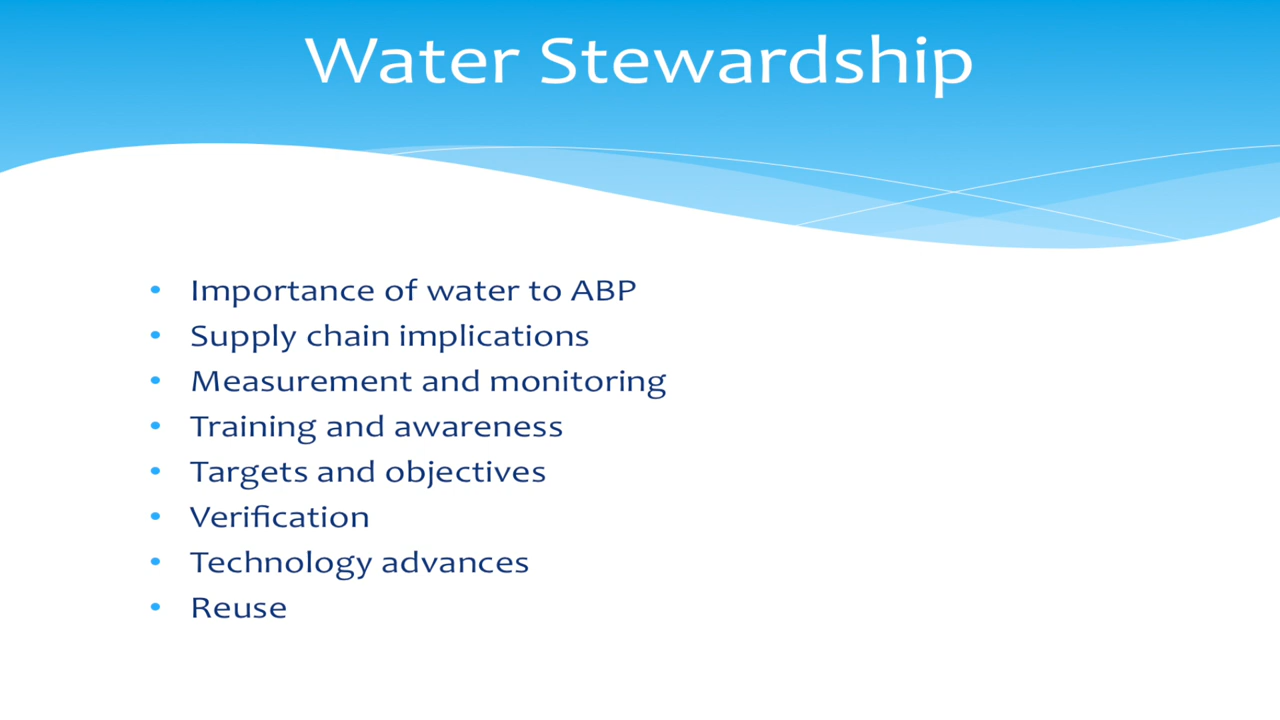 Water Stewardship
• Importance of water to ABP
• Supply chain implications
• Measurement and monitoring
• Training and awareness
• Targets and objectives
• Verification
• Technology advances
• Reuse